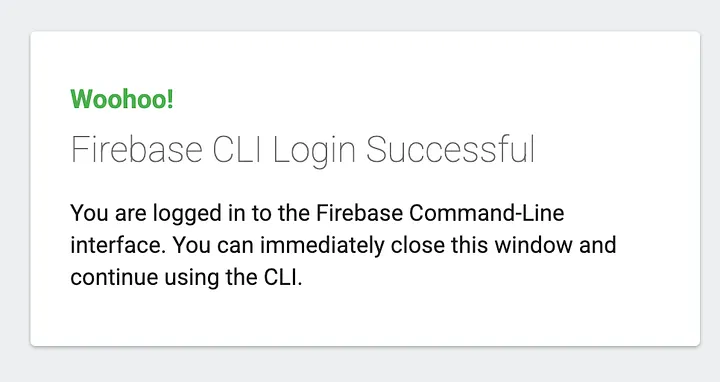 Woohoo!
Firebase CLI Login Successful
You are logged in to the Firebase Command-Line
interface. You can immediately close this window and
continue using the CLI.